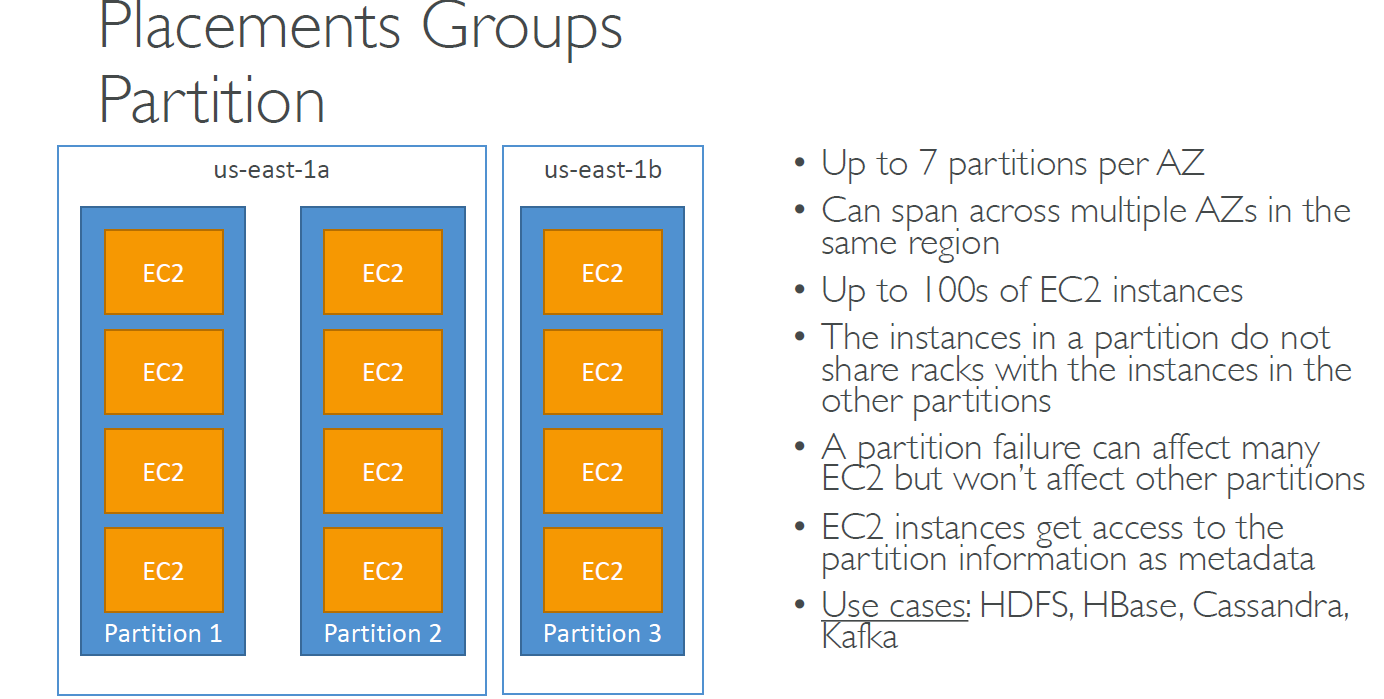 Placements Groups
Partition
us-east-1a
EC2
EC2
EC2
EC2
Partition 1
EC2
EC2
EC2
EC2
Partition 2
us-east-1b
EC2
EC2
EC2
EC2
Partition 3
• Up to 7 partitions per AZ
• Can span across multiple AZs in the
same region
• Up to 100s of EC2 instances
• The instances in a partition do not
share racks with the instances in the
other partitions
• A partition failure can affect many
EC2 but won't affect other partitions
• EC2 instances get access to the
partition information as metadata
• Use cases: HDFS, HBase, Cassandra,
Kafka